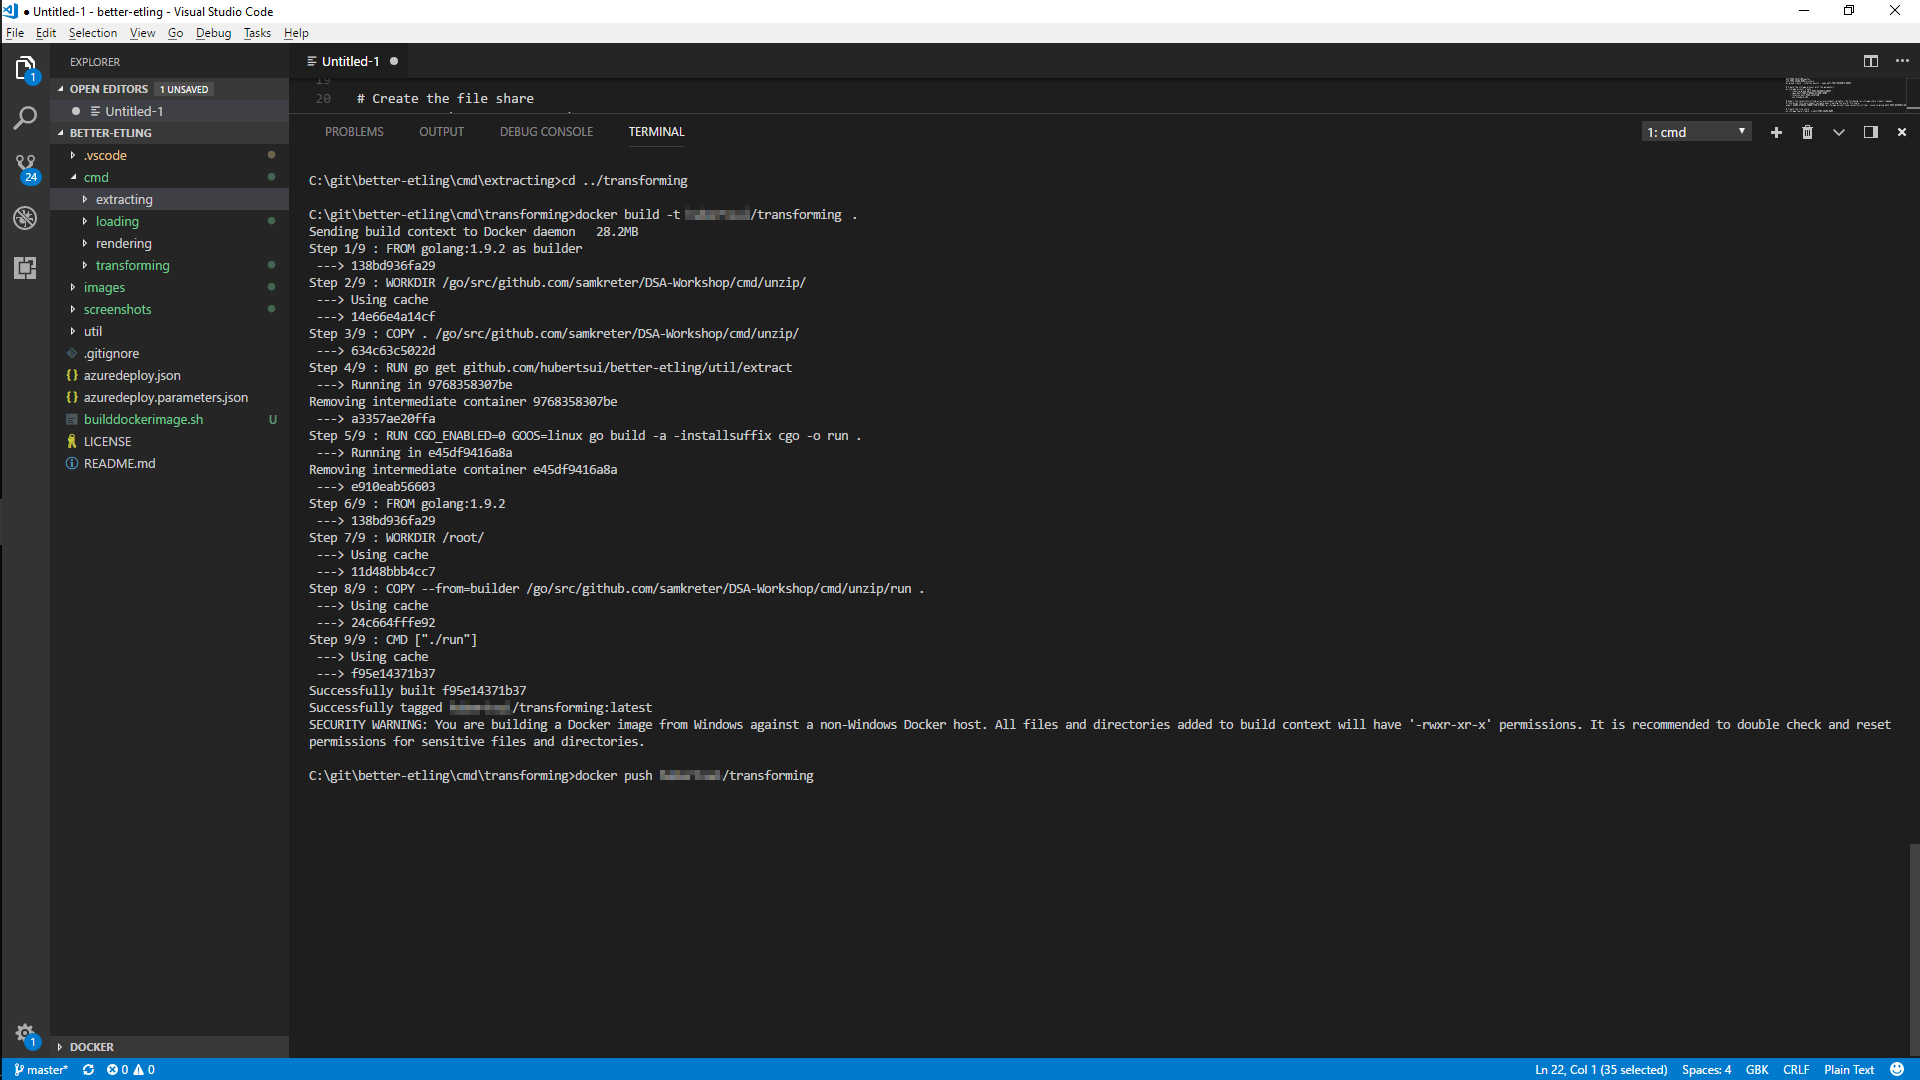 ● Untitled-1 - better-etling - Visual Studio Code
File Edit Selection View Go Debug Tasks Help
EXPLORER
OPEN EDITORS 1 UNSAVED
Untitled-1
BETTER-ETLING
.vscode
cmd
extracting
loading
rendering
transforming
images
screenshots
util
.gitignore
{} azuredeploy.json
{} azuredeploy.parameters.json
builddockerimage.sh U
LICENSE
README.md
DOCKER
1
24
1
Untitled-1
19
20 # Create the file share
PROBLEMS OUTPUT DEBUG CONSOLE TERMINAL
1: cmd
C:\git\better-etling\cmd\extracting>cd ../transforming
C:\git\better-etling\cmd\transforming>docker build -t /transforming .
Sending build context to Docker daemon 28.2MB
Step 1/9 : FROM golang:1.9.2 as builder
---> 138bd936fa29
Step 2/9 : WORKDIR /go/src/github.com/samkreter/DSA-Workshop/cmd/unzip/
---> Using cache
---> 14e66e4a14cf
Step 3/9 : COPY . /go/src/github.com/samkreter/DSA-Workshop/cmd/unzip/
---> 634c63c5022d
Step 4/9 : RUN go get github.com/hubertsui/better-etling/util/extract
---> Running in 9768358307be
Removing intermediate container 9768358307be
---> a3357ae20ffa
Step 5/9 : RUN CGO_ENABLED=0 GOOS=linux go build -a -installsuffix cgo -o run .
---> Running in e45df9416a8a
Removing intermediate container e45df9416a8a
---> e910eab56603
Step 6/9 : FROM golang:1.9.2
---> 138bd936fa29
Step 7/9 : WORKDIR /root/
---> Using cache
---> 11d48bbb4cc7
Step 8/9 : COPY --from=builder /go/src/github.com/samkreter/DSA-Workshop/cmd/unzip/run .
---> Using cache
---> 24c664fffe92
Step 9/9 : CMD ["./run"]
---> Using cache
---> f95e14371b37
Successfully built f95e14371b37
Successfully tagged /transforming:latest
SECURITY WARNING: You are building a Docker image from Windows against a non-Windows Docker host. All files and directories added to build context will have '-rwxr-xr-x' permissions. It is recommended to double check and reset
permissions for sensitive files and directories.
C:\git\better-etling\cmd\transforming>docker push /transforming
master* 0 0 Ln 22, Col 1 (35 selected) Spaces: 4 GBK CRLF Plain Text